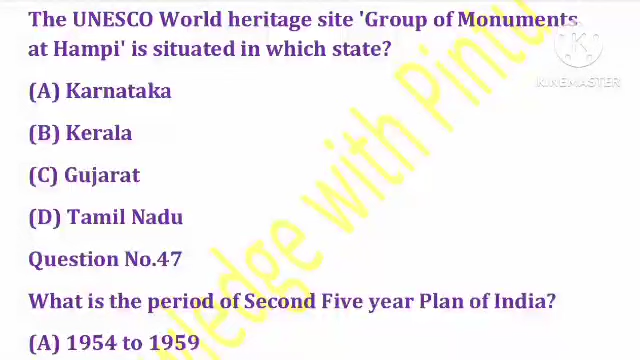 The UNESCO World heritage site 'Group of Monuments
at Hampi' is situated in which state?
(A) Karnataka
(B) Kerala
(C) Gujarat
(D) Tamil Nadu
Question No.47
What is the period of Second Five year Plan of India?
(A) 1954 to 1959
KINEMASTER
with Pintu